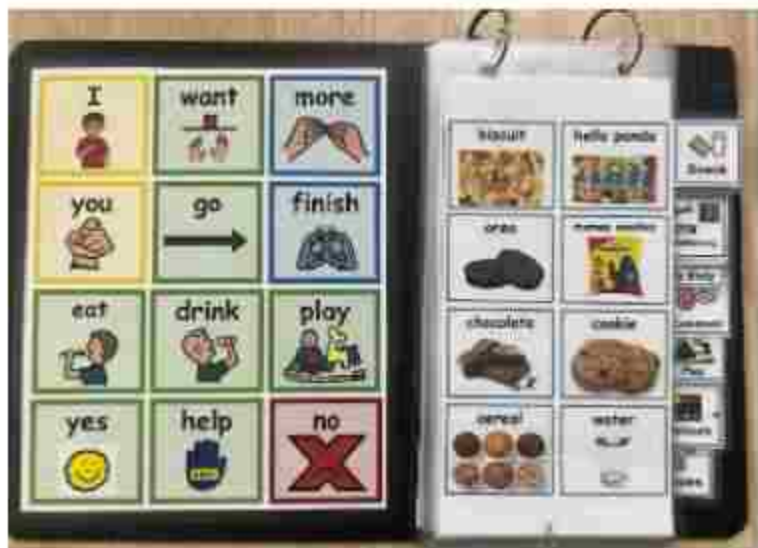 I want more
you go finish
eat drink play
yes help no
biscuit hello panda
oreo
chocolate cookie
cereal water
Snack